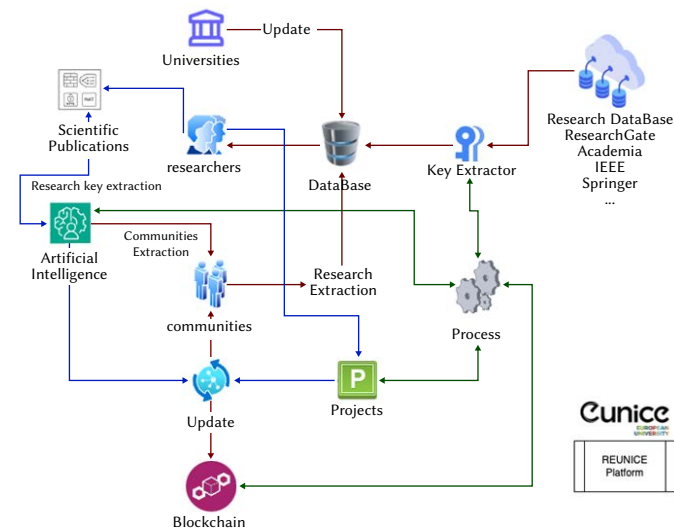 Universities
Update
Scientific
Publications
researchers
DataBase
Key Extractor
Research DataBase
ResearchGate
Academia
IEEE
Springer
...
Research key extraction
NAT
Artificial
Intelligence
Communities
Extraction
communities
Research
Extraction
Process
Update
P
Projects
Blockchain
eunice
EUROPEAN
UNIVERSITY
REUNICE
Platform